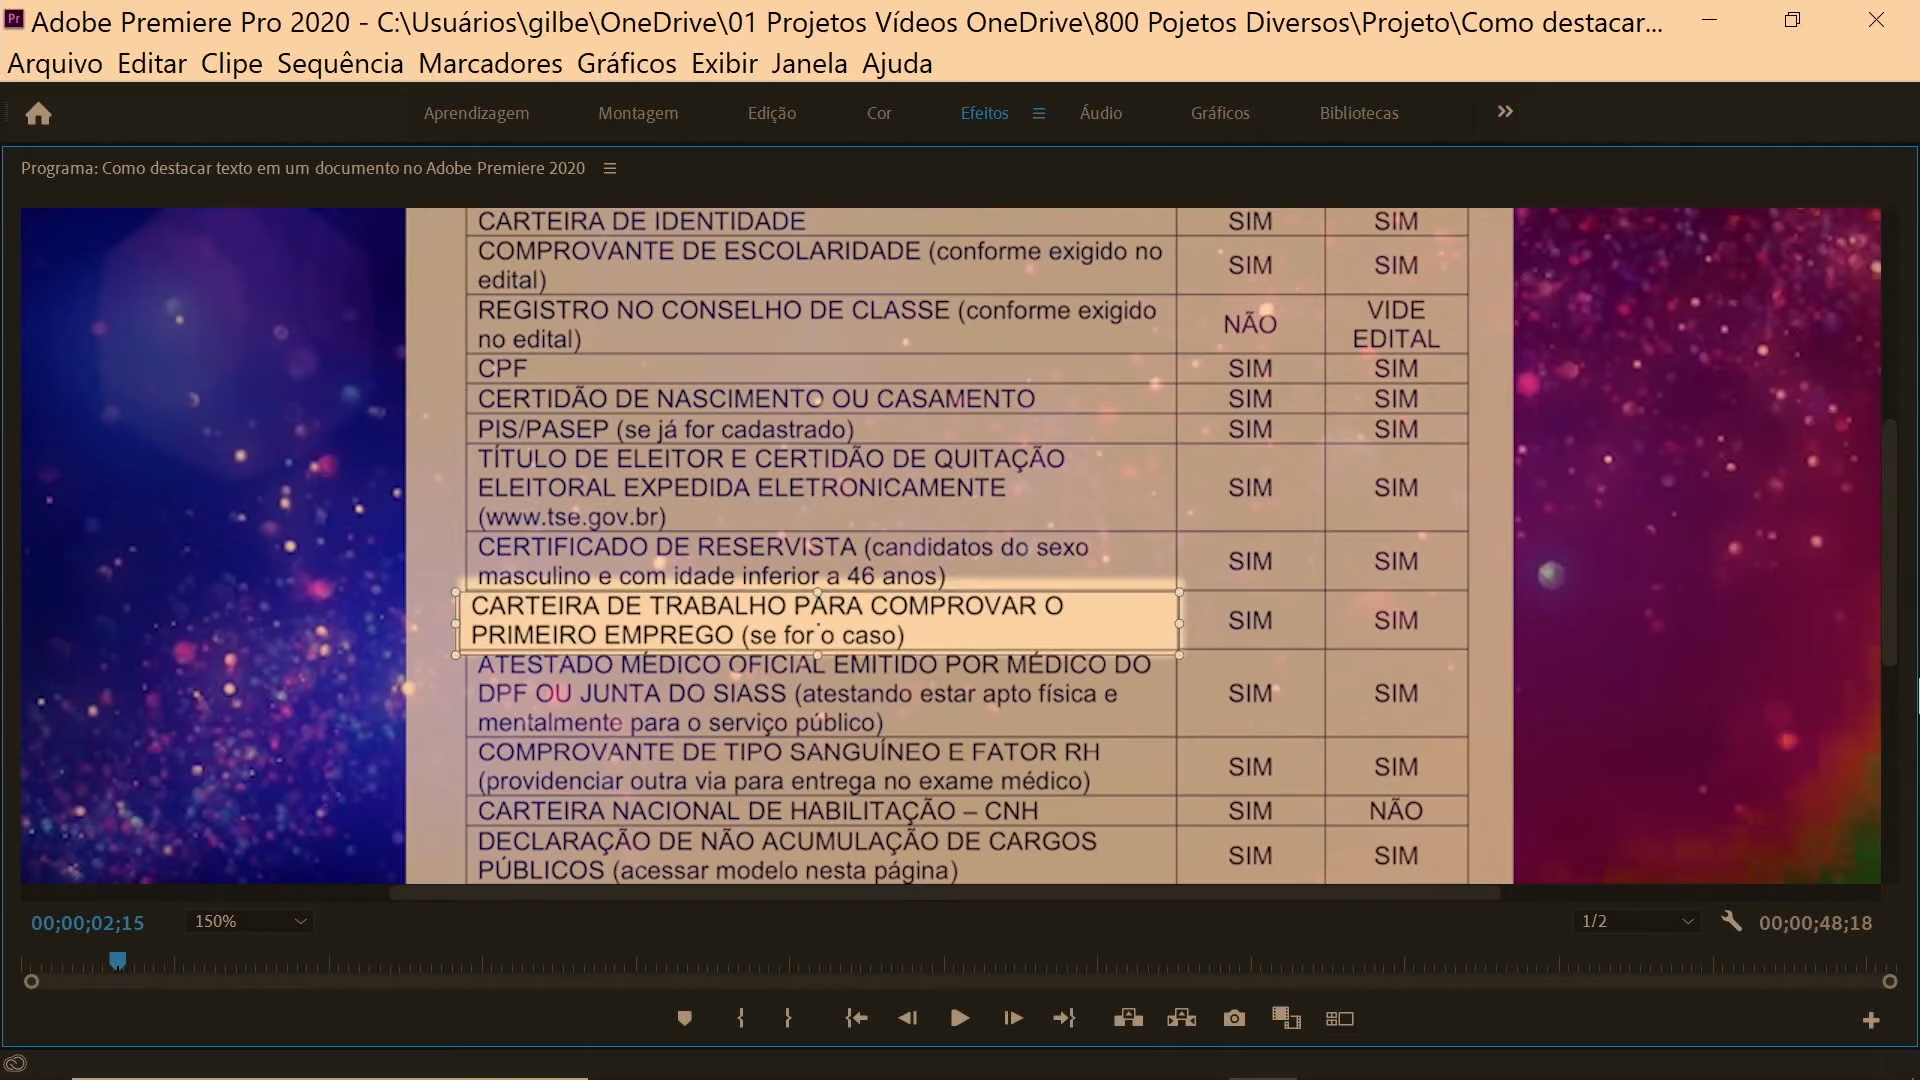 Pr Adobe Premiere Pro 2020 - C:\Usuários\gilbe\OneDrive\01 Projetos Vídeos OneDrive\800 Pojetos Diversos\Projeto\Como destacar...
Arquivo Editar Clipe Sequência Marcadores Gráficos Exibir Janela Ajuda
Aprendizagem Montagem Edição Cor Efeitos Áudio Gráficos Bibliotecas
Programa: Como destacar texto em um documento no Adobe Premiere 2020
CARTEIRA DE IDENTIDADE SIM SIM
COMPROVANTE DE ESCOLARIDADE (conforme exigido no
edital) SIM SIM
REGISTRO NO CONSELHO DE CLASSE (conforme exigido
no edital) NÃO VIDE
EDITAL
CPF SIM SIM
CERTIDÃO DE NASCIMENTO OU CASAMENTO SIM SIM
PIS/PASEP (se já for cadastrado) SIM SIM
TÍTULO DE ELEITOR E CERTIDÃO DE QUITAÇÃO
ELEITORAL EXPEDIDA ELETRONICAMENTE SIM SIM
(www.tse.gov.br)
CERTIFICADO DE RESERVISTA (candidatos do sexo
masculino e com idade inferior a 46 anos) SIM SIM
CARTEIRA DE TRABALHO PARA COMPROVAR O
PRIMEIRO EMPREGO (se for o caso) SIM SIM
ATESTADO MÉDICO OFICIAL EMITIDO POR MÉDICO DO
DPF OU JUNTA DO SIASS (atestando estar apto física e SIM SIM
mentalmente para o serviço público)
COMPROVANTE DE TIPO SANGUÍNEO E FATOR RH
(providenciar outra via para entrega no exame médico) SIM SIM
CARTEIRA NACIONAL DE HABILITAÇÃO – CNH SIM NÃO
DECLARAÇÃO DE NÃO ACUMULAÇÃO DE CARGOS
PÚBLICOS (acessar modelo nesta página) SIM SIM
00;00;02;15 150% 1/2 00;00;48;18